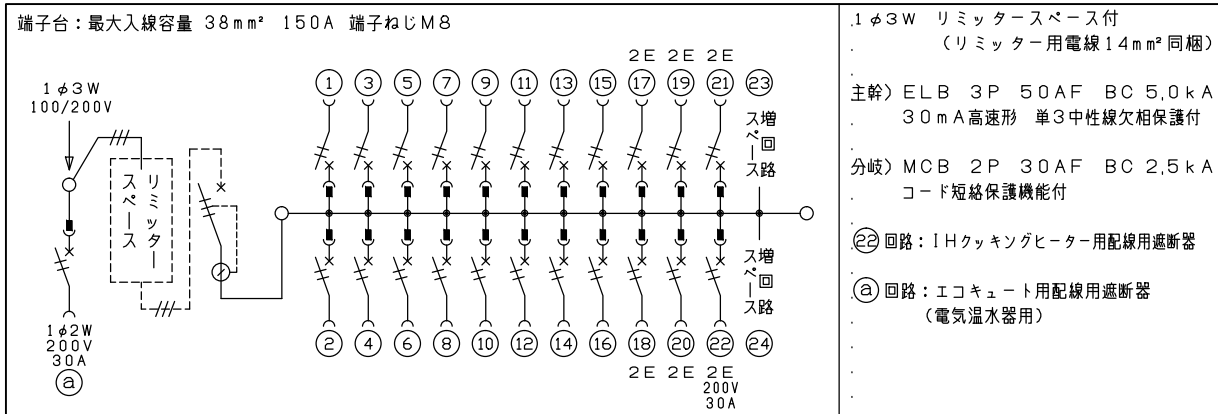 端子台：最大入線容量 38mm² 150A 端子ねじM8
1φ3W
100/200V
リミッター
スペース
1φ2W
200V
30A
ⓐ
2E 2E 2E
① ③ ⑤ ⑦ ⑨ ⑪ ⑬ ⑮ ⑰ ⑲ ㉑ ㉓
増回路
スペース
増回路
スペース
② ④ ⑥ ⑧ ⑩ ⑫ ⑭ ⑯ ⑱ ⑳ ㉒ ㉔
2E 2E 2E
200V
30A
1φ3W リミッタースペース付
（リミッター用電線14mm²同梱）
主幹）ELB 3P 50AF BC 5,0kA
30mA高速形 単3中性線欠相保護付
分岐）MCB 2P 30AF BC 2,5kA
コード短絡保護機能付
㉒回路：IHクッキングヒーター用配線用遮断器
ⓐ回路：エコキュート用配線用遮断器
（電気温水器用）